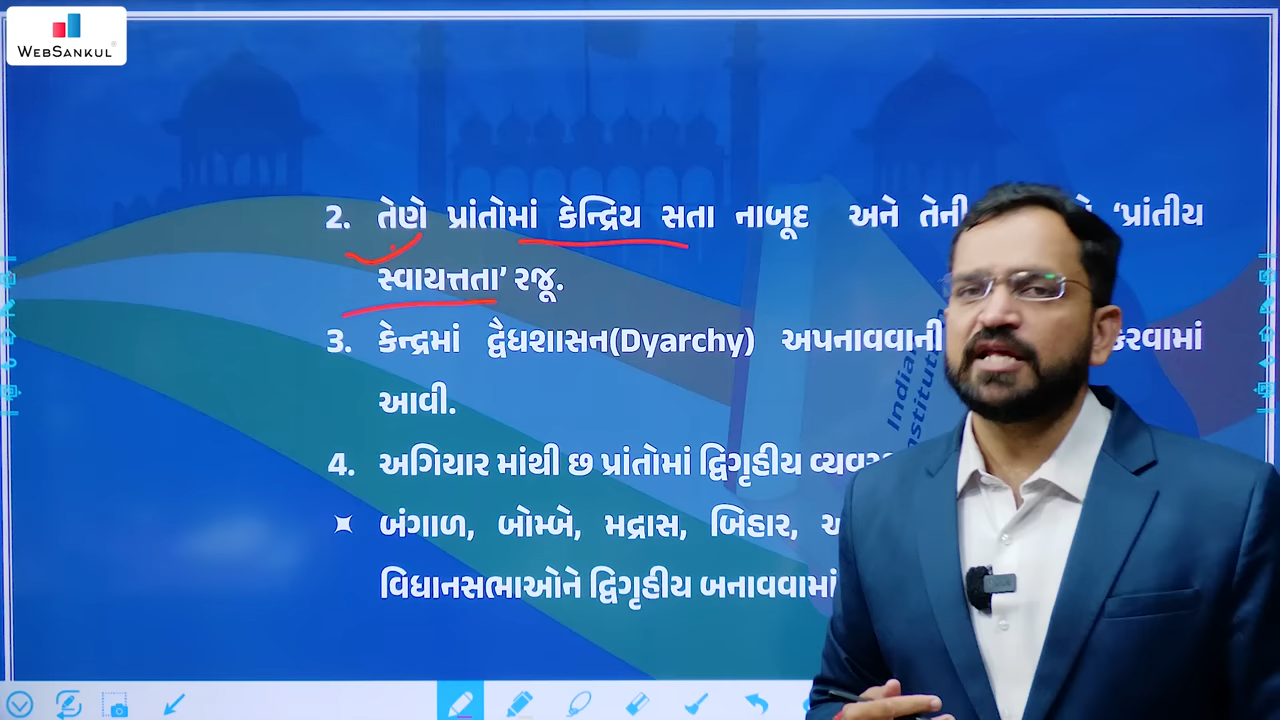 WEBSANKUL
2. તેણે પ્રાંતોમાં કેન્દ્રિય સતા નાબૂદ અને તેની ‘પ્રાંતીય
સ્વાયત્તતા’ રજૂ.
3. કેન્દ્રમાં દ્વૈધશાસન(Dyarchy) અપનાવવાની કરવામાં
આવી.
4. અગિયાર માંથી છ પ્રાંતોમાં દ્વિગૃહીય
બંગાળ, બોમ્બે, મદ્રાસ, બિહાર,
વિધાનસભાઓને દ્વિગૃહીય બનાવવામાં